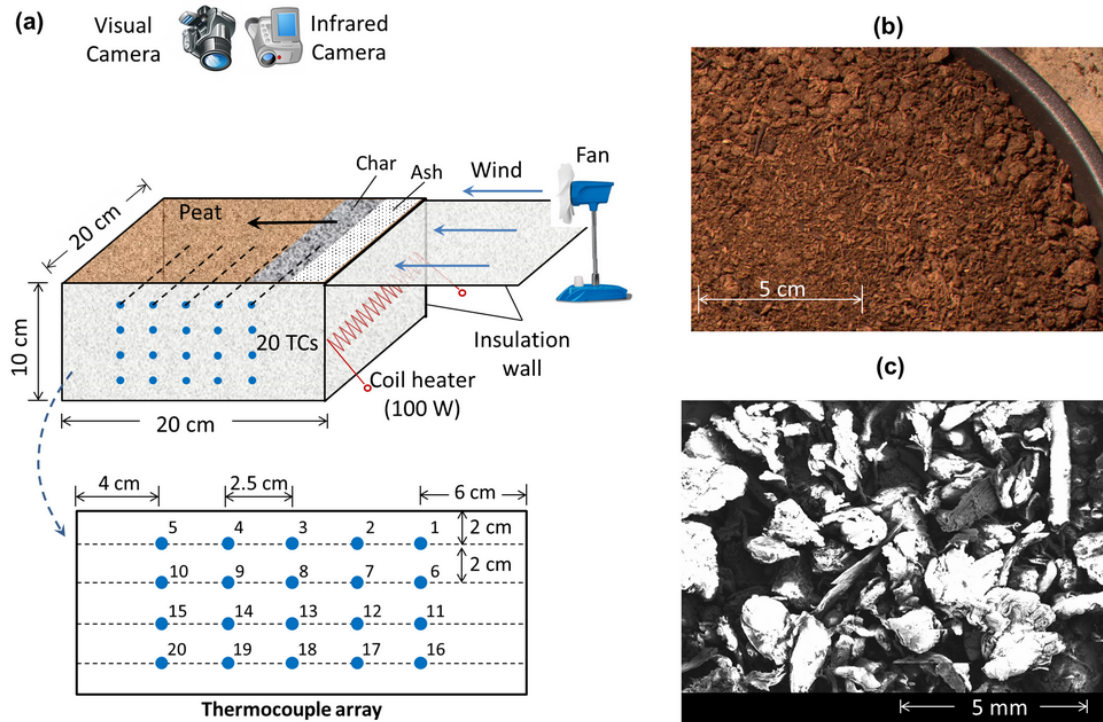 (a)
Visual
Camera
Infrared
Camera
Char
Ash
Wind
Fan
Peat
20 cm
10 cm
20 TCs
Insulation
wall
Coil heater
(100 W)
20 cm
4 cm
2.5 cm
6 cm
5 4 3 2 1
2 cm
2 cm
10 9 8 7 6
15 14 13 12 11
20 19 18 17 16
Thermocouple array
(b)
5 cm
(c)
5 mm